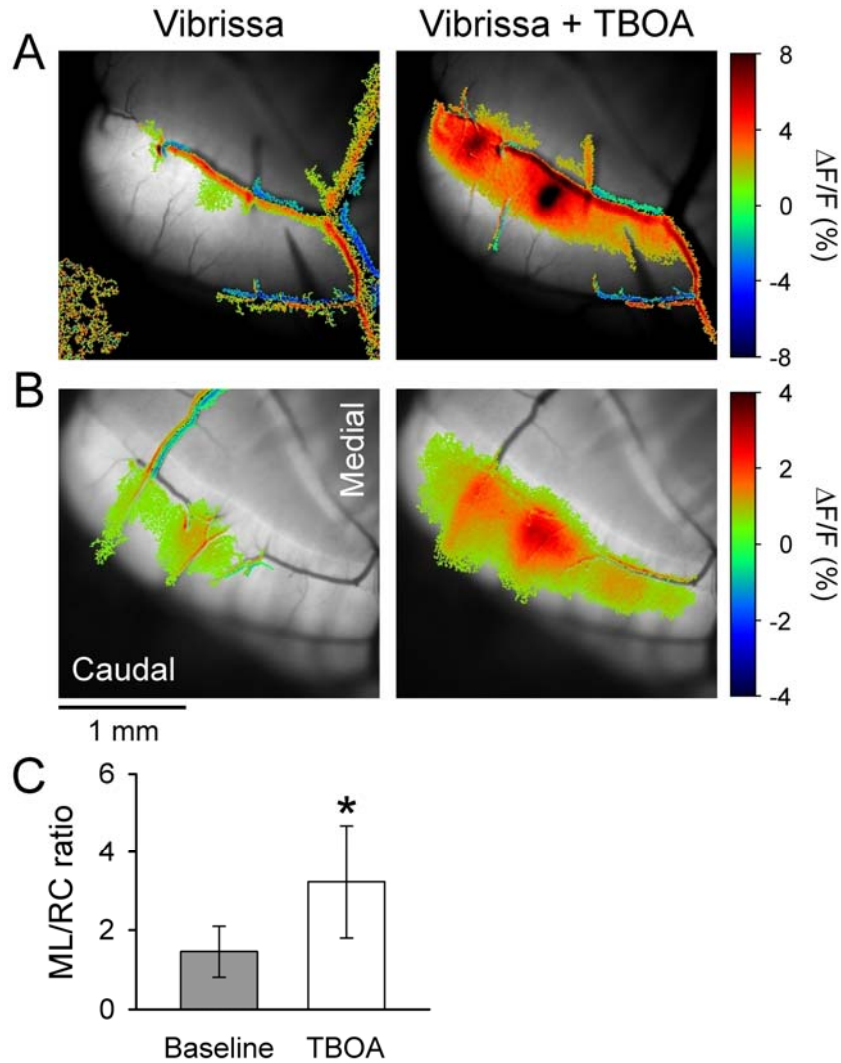 Vibrissa
Vibrissa + TBOA
A
8
4
0
-4
-8
ΔF/F (%)
B
Medial
Caudal
1 mm
4
2
0
-2
-4
ΔF/F (%)
C
ML/RC ratio
6
4
2
0
*
Baseline
TBOA